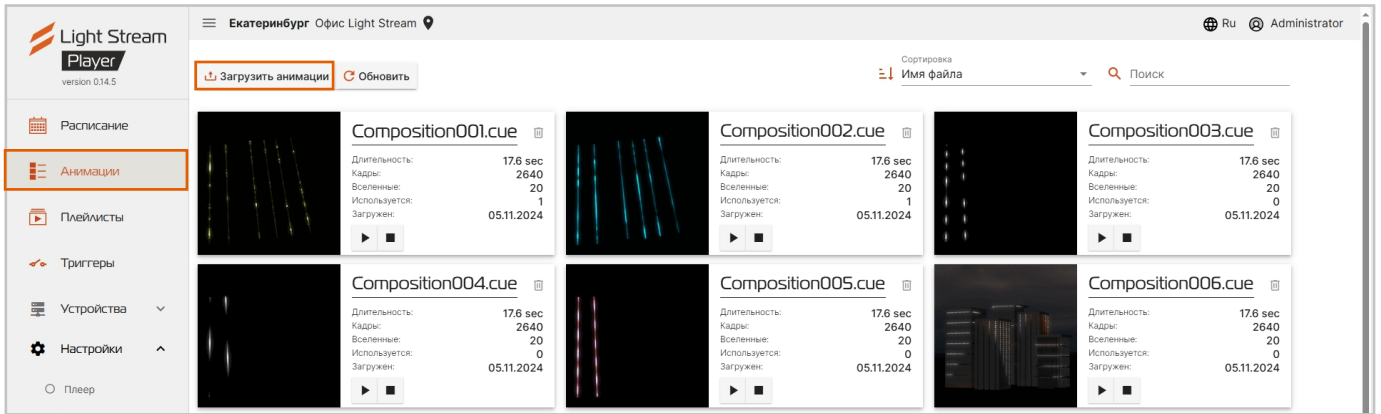 Light Stream
Player
version 0.14.5
Расписание
Анимации
Плейлисты
Триггеры
Устройства
Настройки
Плеер
Екатеринбург Офис Light Stream
Ru Administrator
Загрузить анимации Обновить
Сортировка
Имя файла
Поиск
Composition001.cue
Длительность: 17.6 sec
Кадры: 2640
Вселенные: 20
Используется: 1
Загружен: 05.11.2024
Composition002.cue
Длительность: 17.6 sec
Кадры: 2640
Вселенные: 20
Используется: 1
Загружен: 05.11.2024
Composition003.cue
Длительность: 17.6 sec
Кадры: 2640
Вселенные: 20
Используется: 0
Загружен: 05.11.2024
Composition004.cue
Длительность: 17.6 sec
Кадры: 2640
Вселенные: 20
Используется: 0
Загружен: 05.11.2024
Composition005.cue
Длительность: 17.6 sec
Кадры: 2640
Вселенные: 20
Используется: 0
Загружен: 05.11.2024
Composition006.cue
Длительность: 17.6 sec
Кадры: 2640
Вселенные: 20
Используется: 0
Загружен: 05.11.2024